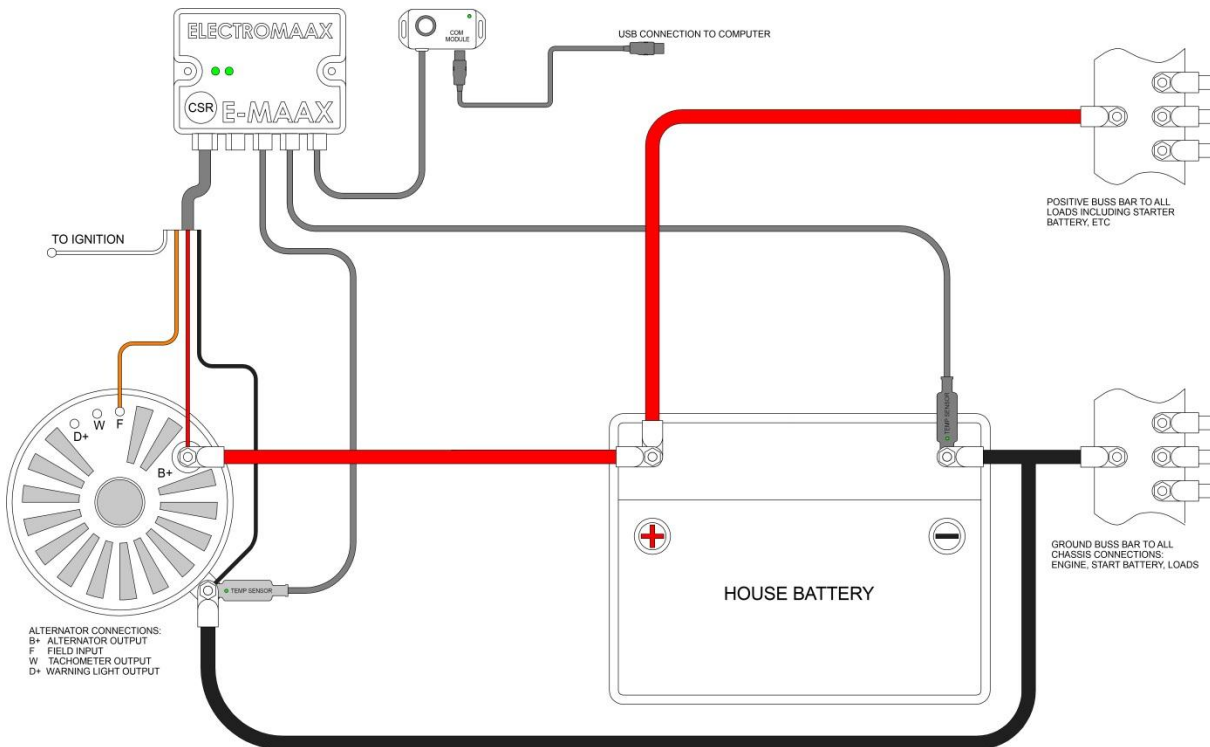 ELECTROMAAX
CSR
E-MAAX
COM
MODULE
USB CONNECTION TO COMPUTER
POSITIVE BUSS BAR TO ALL
LOADS INCLUDING STARTER
BATTERY, ETC
TO IGNITION
D+
W
F
B+
TEMP SENSOR
TEMP SENSOR
HOUSE BATTERY
GROUND BUSS BAR TO ALL
CHASSIS CONNECTIONS:
ENGINE, START BATTERY, LOADS
ALTERNATOR CONNECTIONS:
B+ ALTERNATOR OUTPUT
F FIELD INPUT
W TACHOMETER OUTPUT
D+ WARNING LIGHT OUTPUT